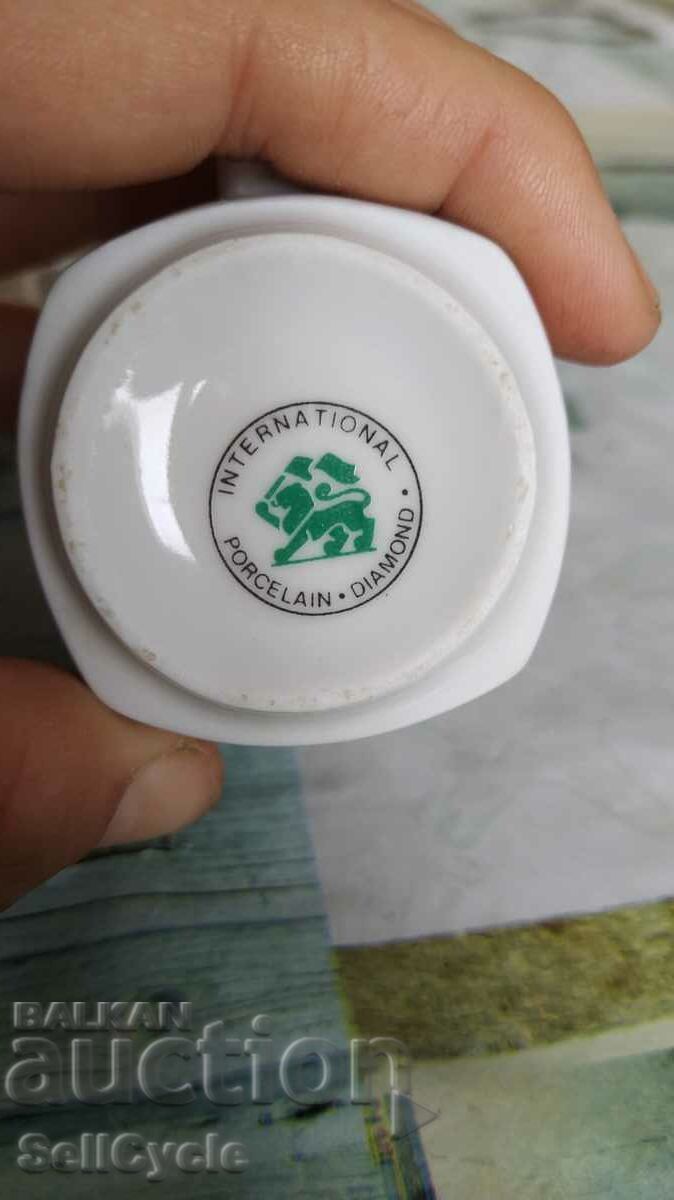 INTERNATIONAL
PORCELAIN • DIAMOND •
BALKAN
auction
SellCycle